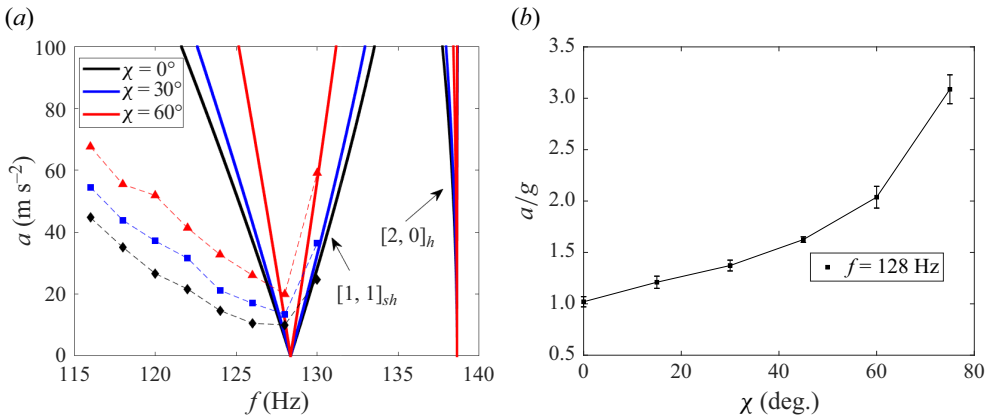 (a)
100
80
60
40
20
0
a (m s⁻²)
χ = 0°
χ = 30°
χ = 60°
[2, 0]h
[1, 1]sh
115 120 125 130 135 140
f (Hz)
(b)
3.5
3.0
2.5
2.0
1.5
1.0
0.5
a/g
f = 128 Hz
0 20 40 60 80
χ (deg.)